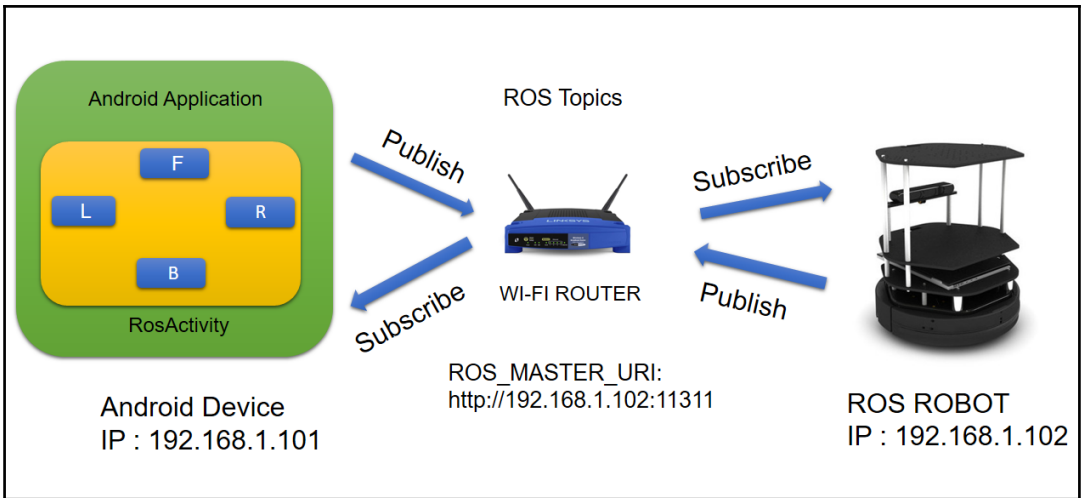 Android Application
F
L
R
B
RosActivity
Android Device
IP : 192.168.1.101
Publish
Subscribe
ROS Topics
LINKSYS
WI-FI ROUTER
ROS_MASTER_URI:
http://192.168.1.102:11311
Subscribe
Publish
ROS ROBOT
IP : 192.168.1.102